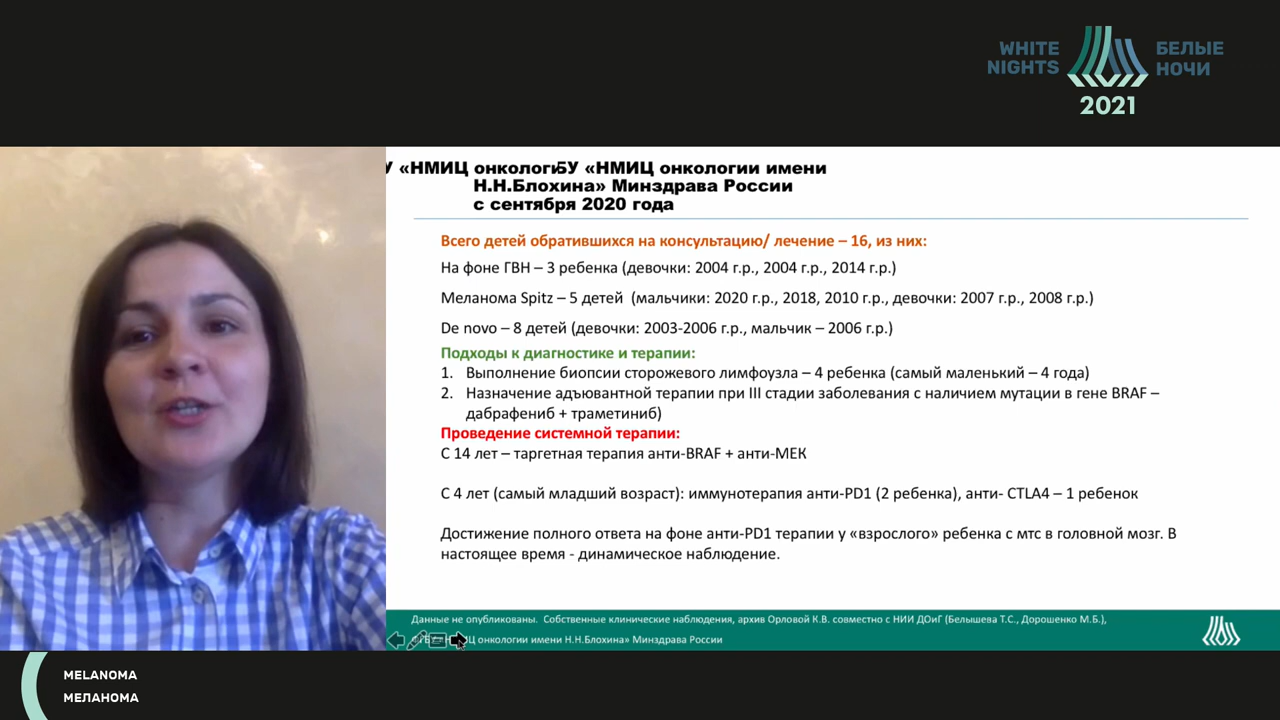 WHITE
NIGHTS
БЕЛЫЕ
НОЧИ
2021
У «НМИЦ онкологи БУ «НМИЦ онкологии имени
Н.Н.Блохина» Минздрава России
с сентября 2020 года
Всего детей обратившихся на консультацию/ лечение – 16, из них:
На фоне ГВН – 3 ребенка (девочки: 2004 г.р., 2004 г.р., 2014 г.р.)
Меланома Spitz – 5 детей (мальчики: 2020 г.р., 2018, 2010 г.р., девочки: 2007 г.р., 2008 г.р.)
De novo – 8 детей (девочки: 2003-2006 г.р., мальчик – 2006 г.р.)
Подходы к диагностике и терапии:
1. Выполнение биопсии сторожевого лимфоузла – 4 ребенка (самый маленький – 4 года)
2. Назначение адъювантной терапии при III стадии заболевания с наличием мутации в гене BRAF –
дабрафениб + траметиниб)
Проведение системной терапии:
С 14 лет – таргетная терапия анти-BRAF + анти-МЕК
С 4 лет (самый младший возраст): иммунотерапия анти-PD1 (2 ребенка), анти- CTLA4 – 1 ребенок
Достижение полного ответа на фоне анти-PD1 терапии у «взрослого» ребенка с мтс в головной мозг. В
настоящее время - динамическое наблюдение.
Данные не опубликованы. Собственные клинические наблюдения, архив Орловой К.В. совместно с НИИ ДОиГ (Белышева Т.С., Дорошенко М.Б.),
онкологии имени Н.Н.Блохина» Минздрава России
MELANOMA
МЕЛАНОМА